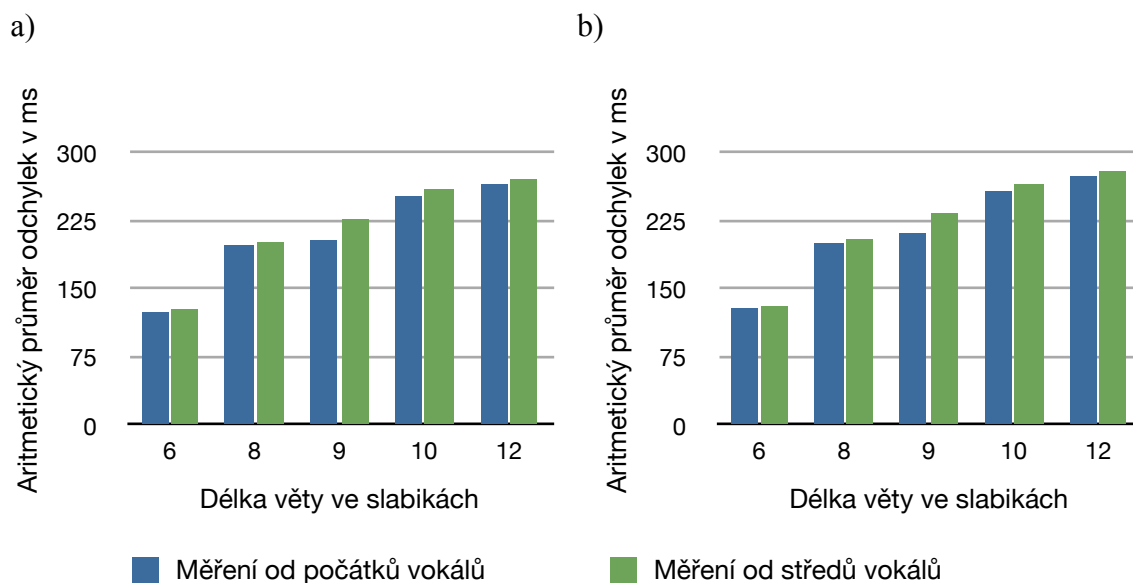 a)
b)
Aritmetický průměr odchylek v ms
300
225
150
75
0
6 8 9 10 12
Délka věty ve slabikách
Aritmetický průměr odchylek v ms
300
225
150
75
0
6 8 9 10 12
Délka věty ve slabikách
Měření od počátků vokálů
Měření od středů vokálů